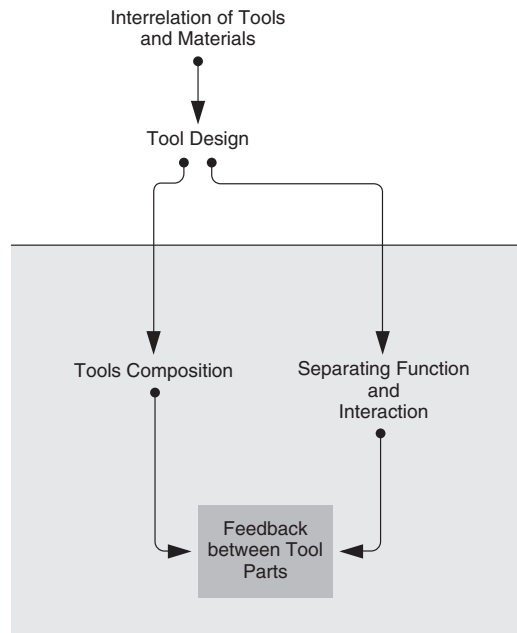 Interrelation of Tools
and Materials
Tool Design
Tools Composition
Separating Function
and
Interaction
Feedback
between Tool
Parts